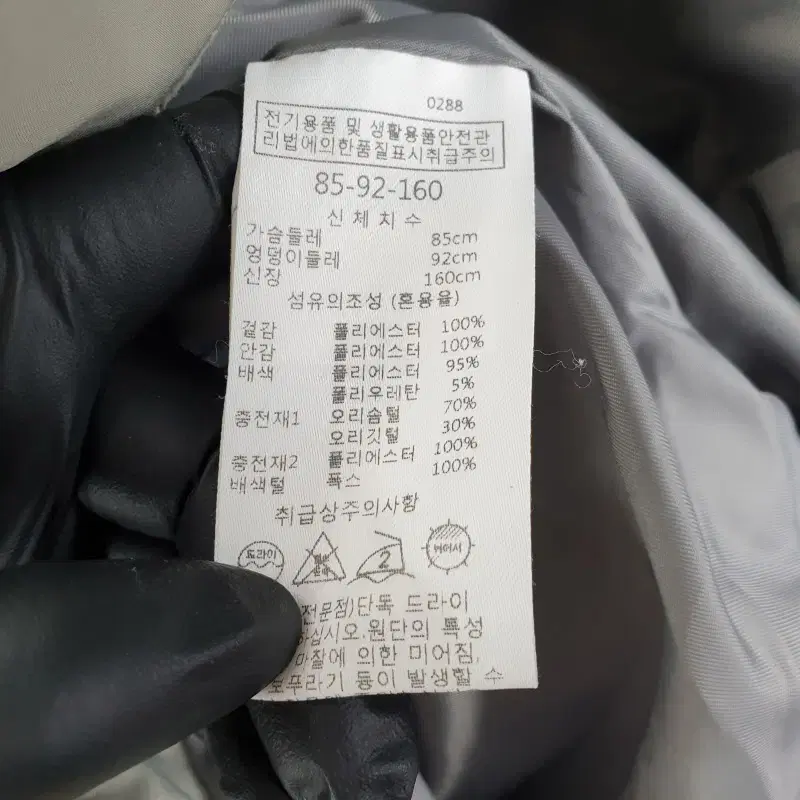 0288
전기용품 및 생활용품안전관
리법에의한품질표시취급주의
85-92-160
신 체 치 수
가슴둘레 85cm
엉덩이둘레 92cm
신장 160cm
섬유의조성 (혼용율)
겉감 폴리에스터 100%
안감 폴리에스터 100%
배색 폴리에스터 95%
폴리우레탄 5%
충전재1 오리솜털 70%
오리깃털 30%
충전재2 폴리에스터 100%
배색털 폭스 100%
취급상주의사항
드라이 2 뉘어서
전문점)단독 드라이
하십시오.원단의 특성
마찰에 의한 미어짐,
보푸라기 등이 발생할 수